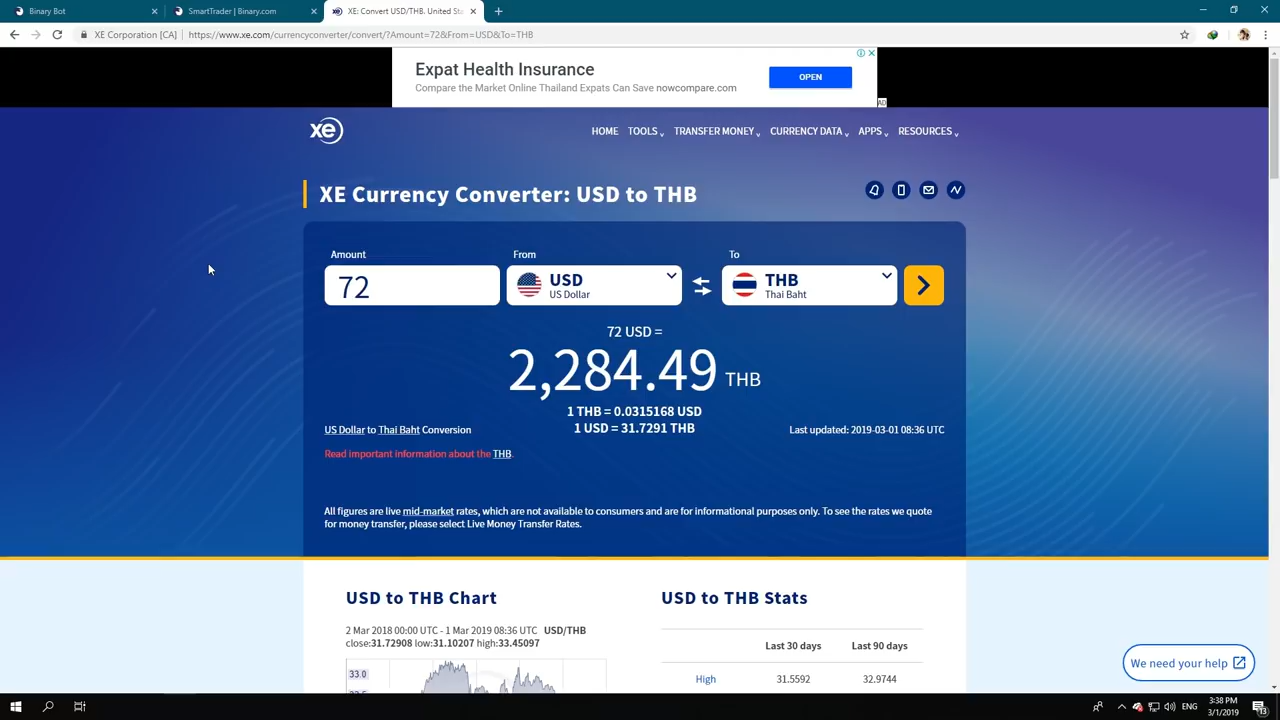 Binary Bot
SmartTrader | Binary.com
XE: Convert USD/THB. United Sta
XE Corporation [CA]
https://www.xe.com/currencyconverter/convert/?Amount=72&From=USD&To=THB
Expat Health Insurance
Compare the Market Online Thailand Expats Can Save nowcompare.com
OPEN
AD
xe
HOME TOOLS TRANSFER MONEY CURRENCY DATA APPS RESOURCES
XE Currency Converter: USD to THB
Amount From To
72
USD
US Dollar
THB
Thai Baht
72 USD =
2,284.49 THB
1 THB = 0.0315168 USD
1 USD = 31.7291 THB
US Dollar to Thai Baht Conversion
Last updated: 2019-03-01 08:36 UTC
Read important information about the THB.
All figures are live mid-market rates, which are not available to consumers and are for informational purposes only. To see the rates we quote
for money transfer, please select Live Money Transfer Rates.
USD to THB Chart
2 Mar 2018 00:00 UTC - 1 Mar 2019 08:36 UTC USD/THB
close:31.72908 low:31.10207 high:33.45097
33.0
USD to THB Stats
Last 30 days Last 90 days
High 31.5592 32.9744
We need your help
ENG
3:38 PM
3/1/2019
13